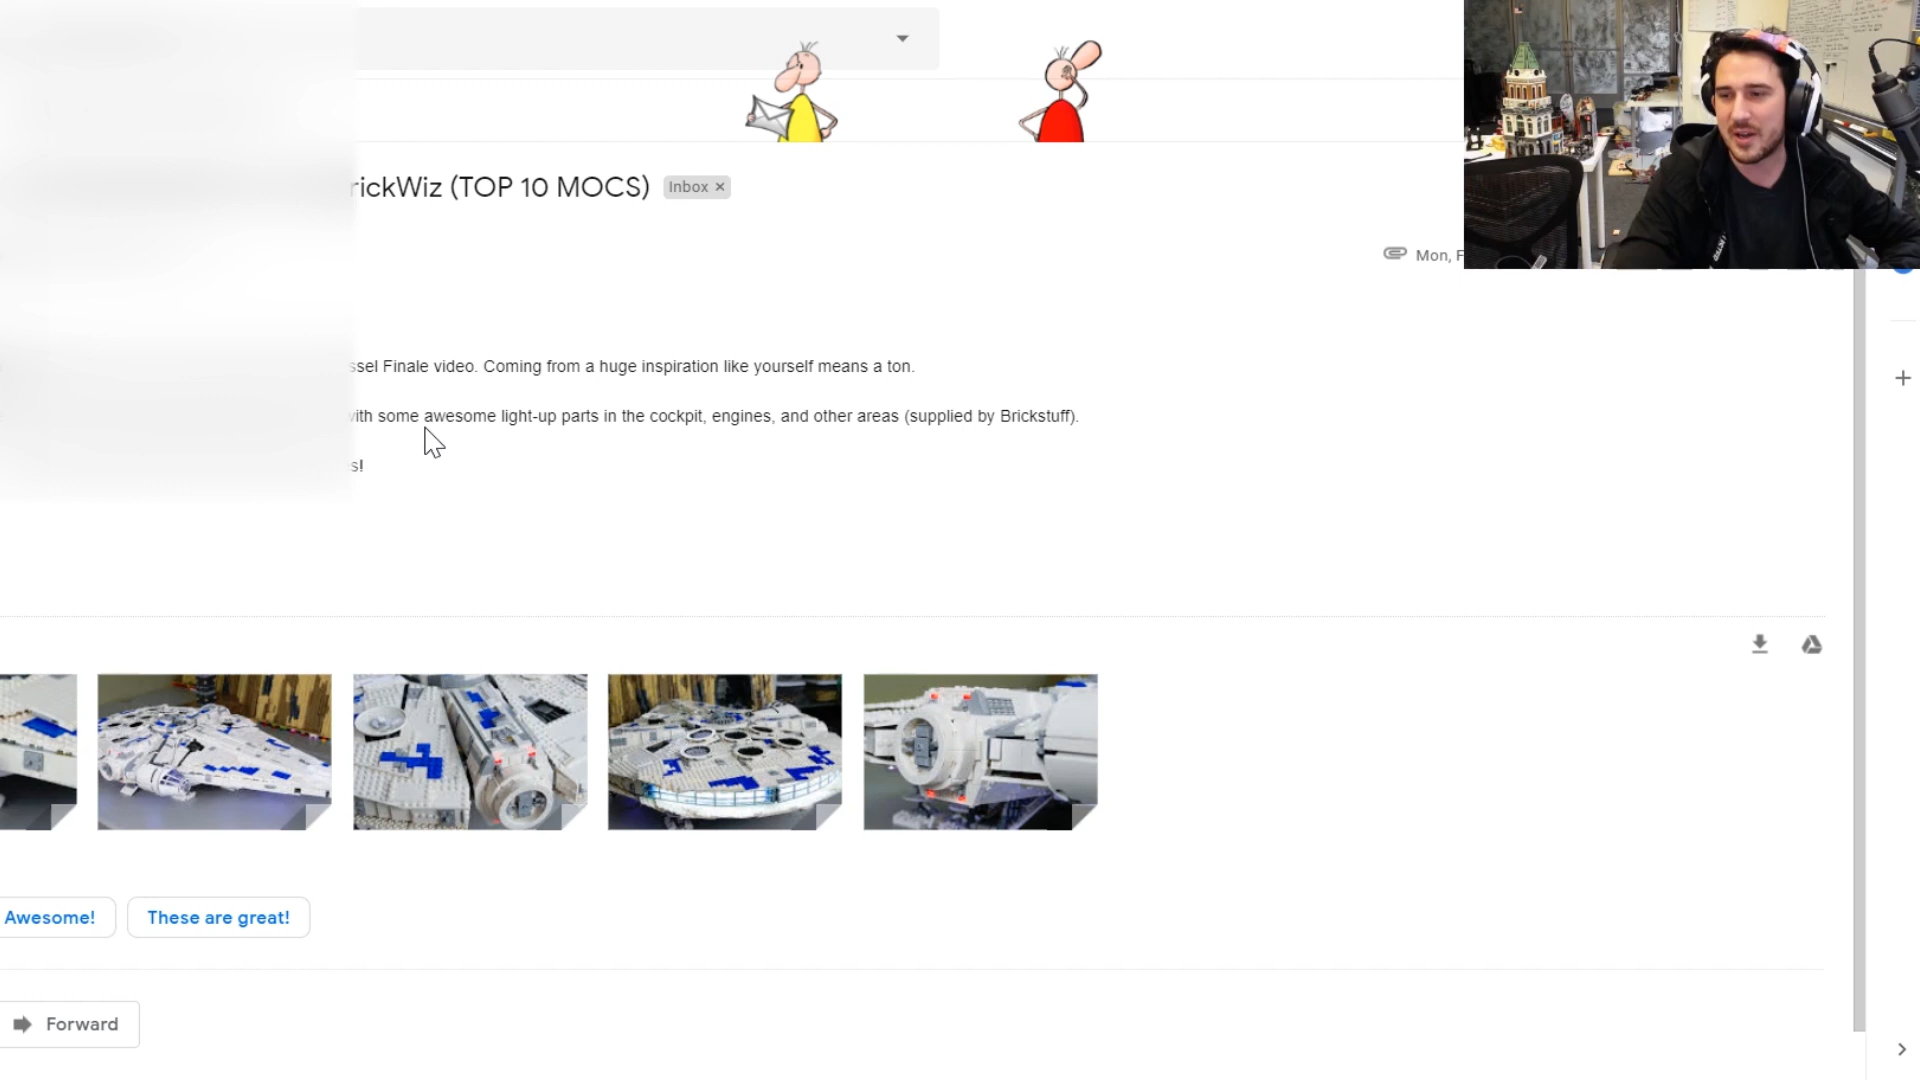 rickWiz (TOP 10 MOCS) Inbox ×
Mon, F
ssel Finale video. Coming from a huge inspiration like yourself means a ton.
with some awesome light-up parts in the cockpit, engines, and other areas (supplied by Brickstuff).
s!
Awesome! These are great!
Forward